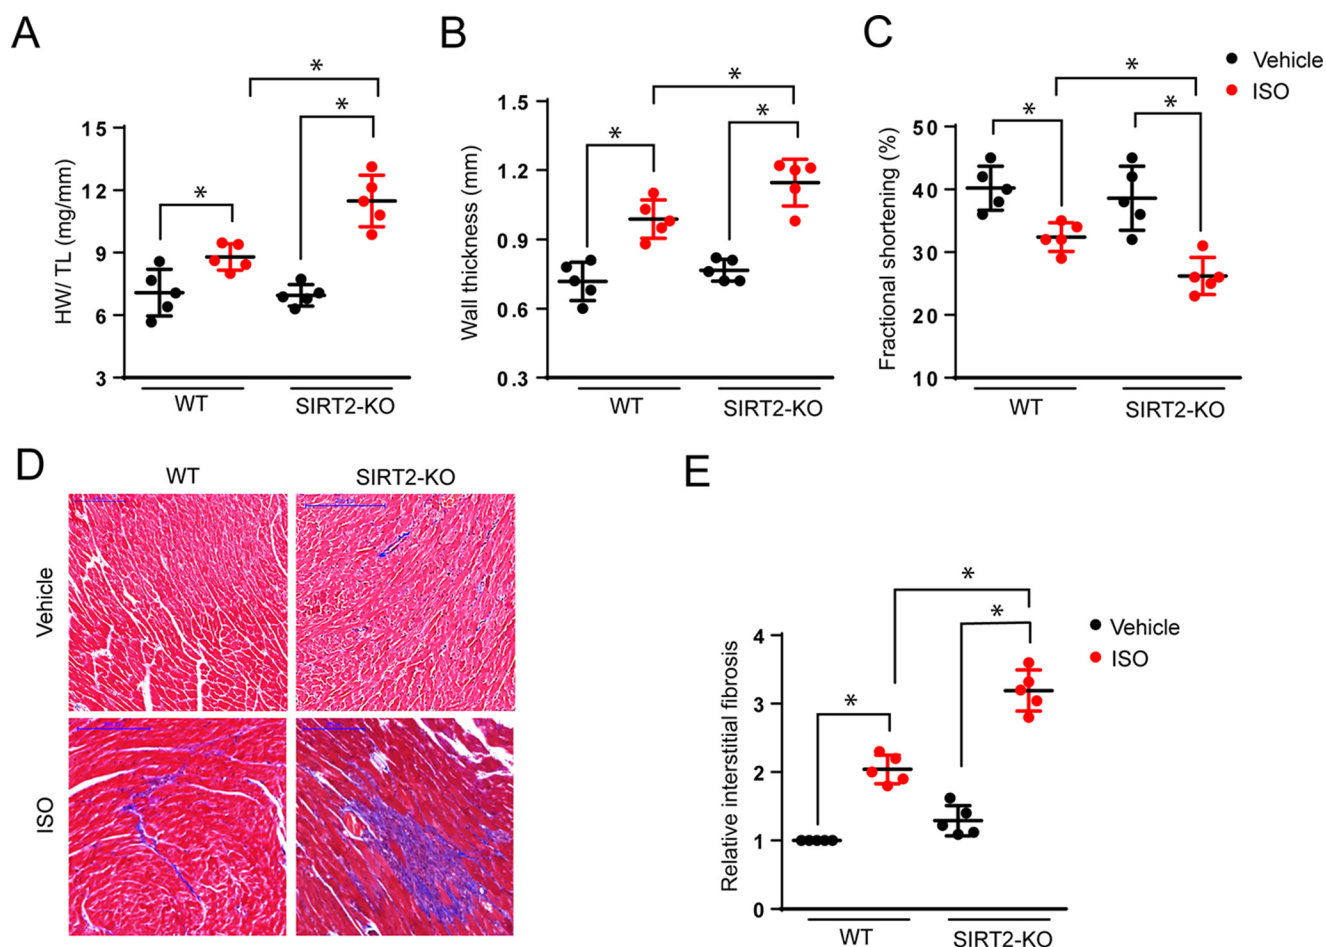 A
B
C
Vehicle
ISO
*
*
*
HW/ TL (mg/mm)
15
12
9
6
3
WT
SIRT2-KO
*
*
*
Wall thickness (mm)
1.5
1.2
0.9
0.6
0.3
WT
SIRT2-KO
*
*
*
Fractional shortening (%)
50
40
30
20
10
WT
SIRT2-KO
D
WT
SIRT2-KO
Vehicle
ISO
E
*
*
*
Vehicle
ISO
Relative interstitial fibrosis
4
3
2
1
0
WT
SIRT2-KO